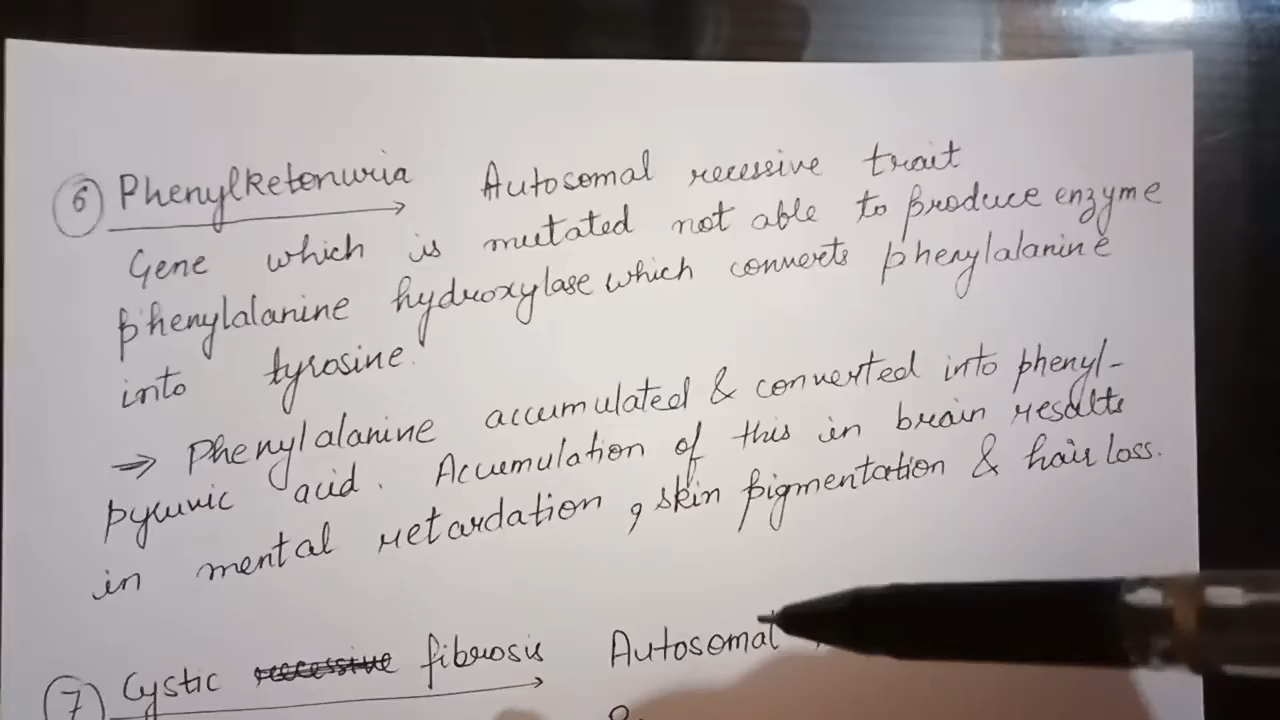 6 Phenylketonuria Autosomal recessive trait
Gene which is mutated not able to produce enzyme
phenylalanine hydroxylase which converts phenylalanine
into tyrosine.
⇒ Phenylalanine accumulated & converted into phenyl-
pyruvic acid. Accumulation of this in brain results
in mental retardation, skin pigmentation & hair loss.
7 Cystic recessive fibrosis Autosomal